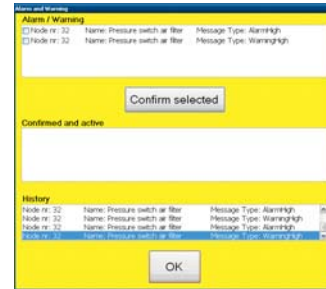 Alarm and Warning
Alarm / Warning
Node nr: 32 Name: Pressure switch air filter Message Type: AlarmHigh
Node nr: 32 Name: Pressure switch air filter Message Type: WarningHigh
Confirm selected
Confirmed and active
History
Node nr: 32 Name: Pressure switch air filter Message Type: AlarmHigh
Node nr: 32 Name: Pressure switch air filter Message Type: WarningHigh
Node nr: 32 Name: Pressure switch air filter Message Type: AlarmHigh
Node nr: 32 Name: Pressure switch air filter Message Type: WarningHigh
OK